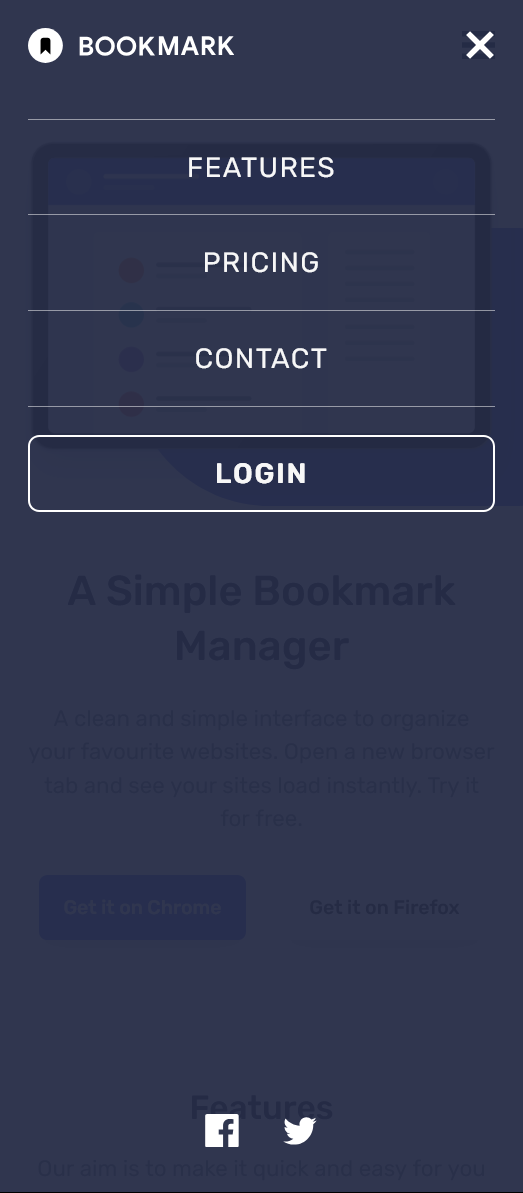 BOOKMARK
FEATURES
PRICING
CONTACT
LOGIN
A Simple Bookmark
Manager
A clean and simple interface to organize
your favourite websites. Open a new browser
tab and see your sites load instantly. Try it
for free.
Get it on Chrome
Get it on Firefox
Features
Our aim is to make it quick and easy for you